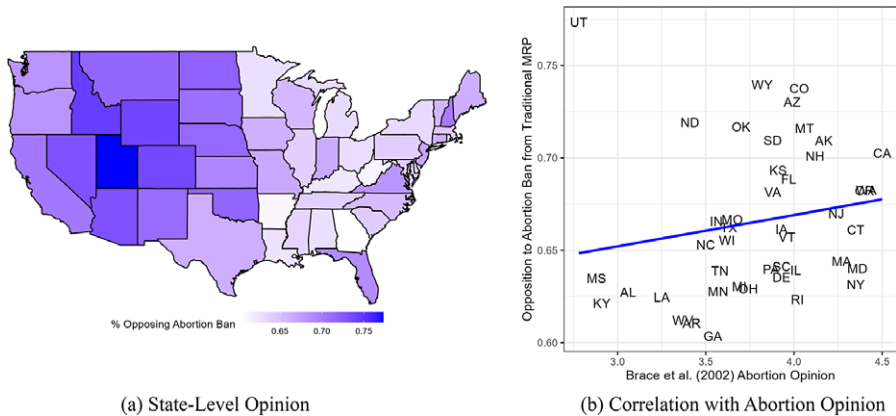 % Opposing Abortion Ban
0.65 0.70 0.75
(a) State-Level Opinion
Opposition to Abortion Ban from Traditional MRP
0.75
0.70
0.65
0.60
UT
WY CO
AZ
ND OK MT
NV AK
NH CA
KS
FL
VA
NJ
IN MO
TX IA CT
WI VT
NC
MA
SC MD
TN PA IL
MS DE
NY
MI OH
AL MN
LA RI
KY
WV AR
GA
3.0 3.5 4.0 4.5
Brace et al. (2002) Abortion Opinion
(b) Correlation with Abortion Opinion